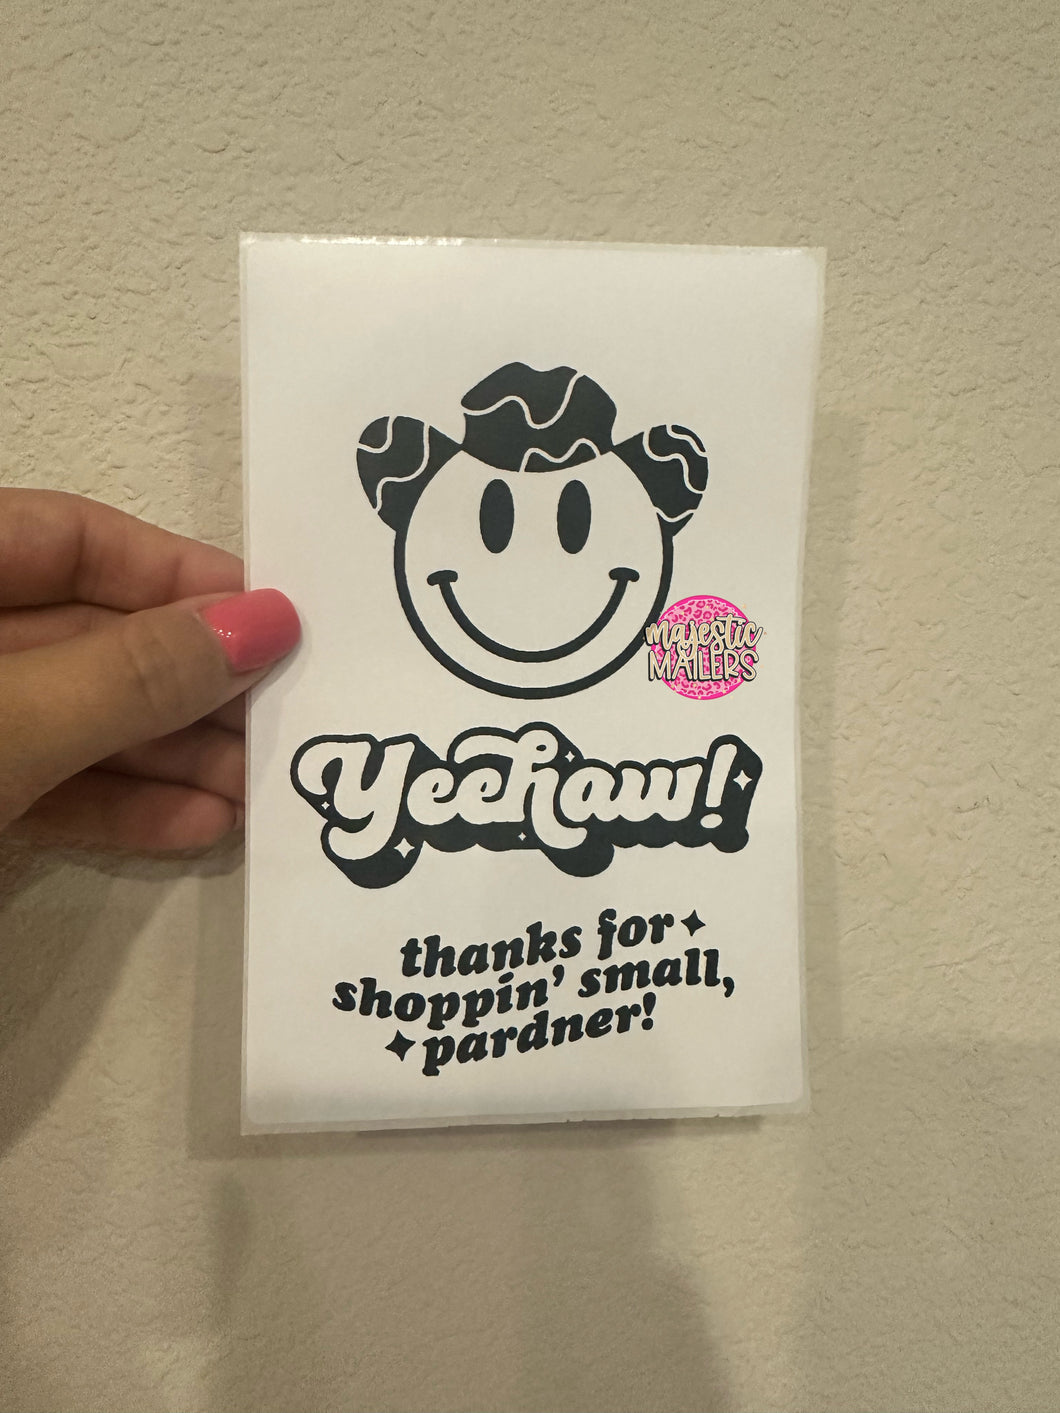 majestic
MAILERS
Yeehaw!
thanks for
shoppin' small,
pardner!